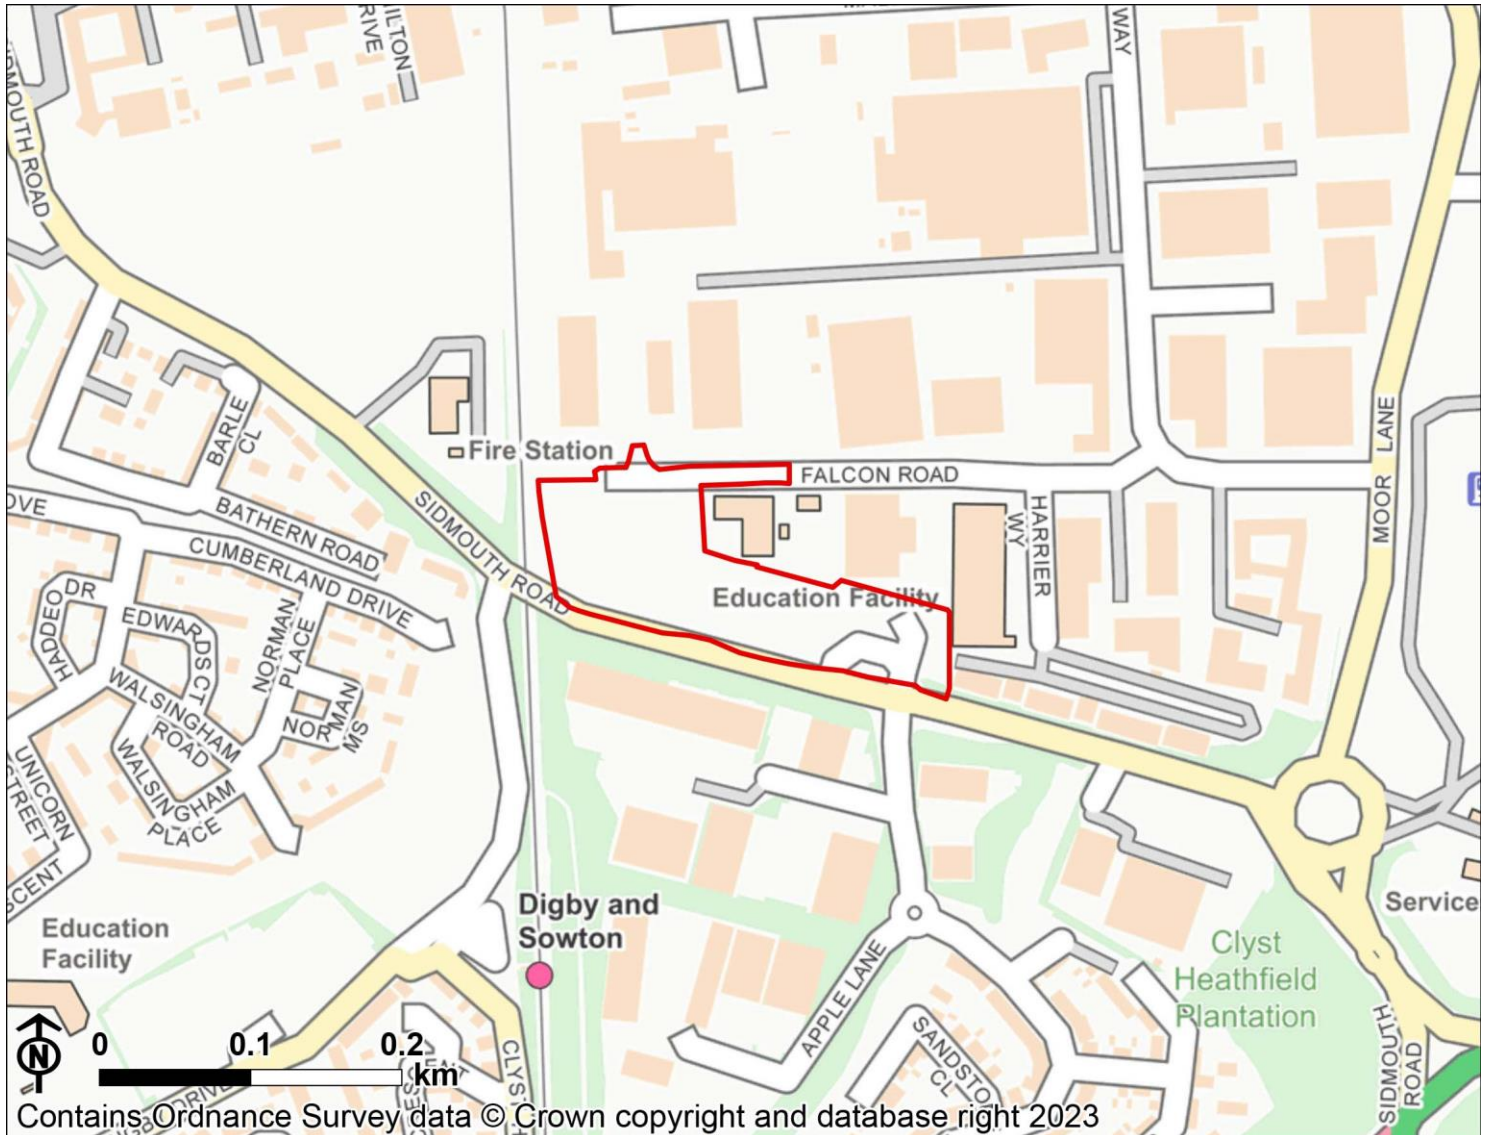 WAY
SIDMOUTH ROAD
MOOR LANE
BARLE
CL
Fire Station
FALCON ROAD
HARRIER
WY
SIDMOUTH ROAD
BATHERN ROAD
CUMBERLAND DRIVE
Education Facility
HADDEO
DR
EDWARDS CT
NORMAN
PLACE
NORMAN
MS
WALSINGHAM
ROAD
WALSINGHAM
PLACE
UNICORN
STREET
Digby and
Sowton
Education
Facility
Service
Clyst
Heathfield
Plantation
APPLE LANE
SIDMOUTH
ROAD
N
0
0.1
0.2
km
Contains Ordnance Survey data © Crown copyright and database right 2023